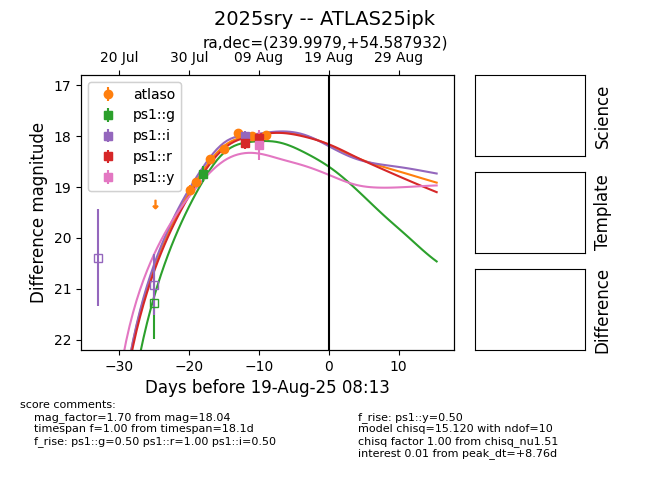 2025sry -- ATLAS25ipk
ra,dec=(239.9979,+54.587932)
20 Jul
30 Jul
09 Aug
19 Aug
29 Aug
17
18
19
20
21
22
Difference magnitude
atlaso
ps1::g
ps1::i
ps1::r
ps1::y
−30
−20
−10
0
10
Days before 19-Aug-25 08:13
Science
Template
Difference
score comments:
mag_factor=1.70 from mag=18.04
timespan f=1.00 from timespan=18.1d
f_rise: ps1::g=0.50 ps1::r=1.00 ps1::i=0.50
f_rise: ps1::y=0.50
model chisq=15.120 with ndof=10
chisq factor 1.00 from chisq_nu1.51
interest 0.01 from peak_dt=+8.76d